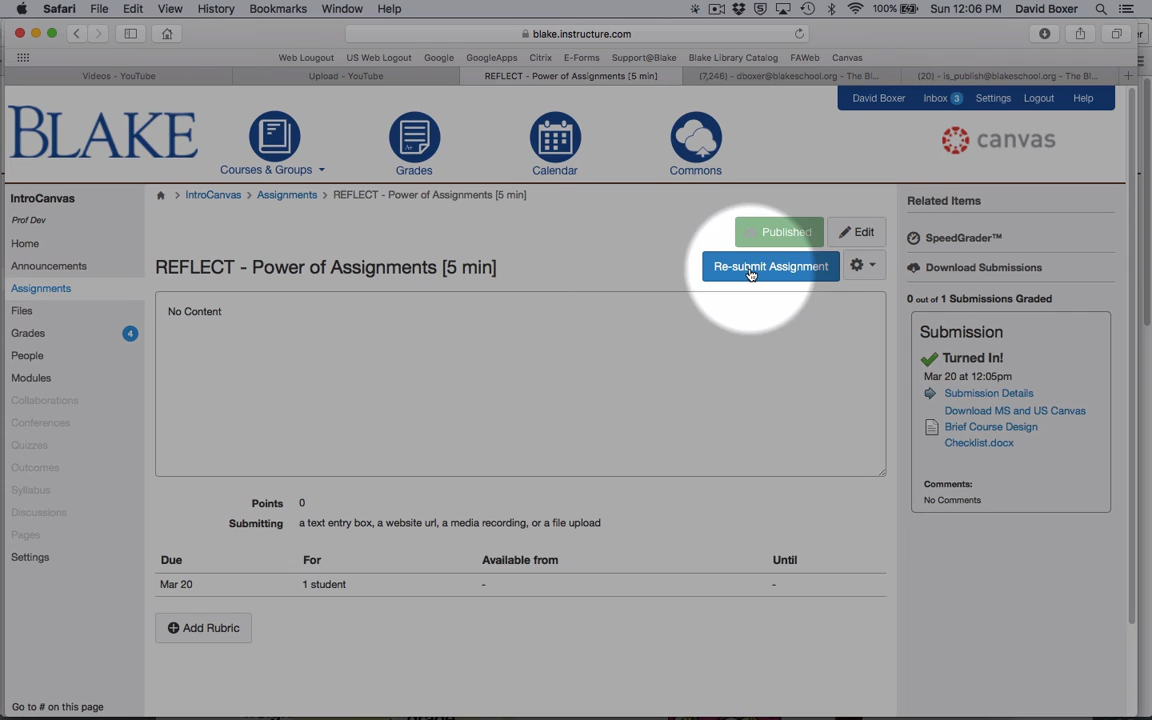 Safari File Edit View History Bookmarks Window Help
100% Sun 12:06 PM David Boxer
blake.instructure.com
Web Lougout US Web Logout Google GoogleApps Citrix E-Forms Support@Blake Blake Library Catalog FAWeb Canvas
Videos - YouTube
Upload - YouTube
REFLECT - Power of Assignments [5 min]
(7,246) - dboxer@blakeschool.org - The Bl...
(20) - is_publish@blakeschool.org - The Bl...
David Boxer Inbox 3 Settings Logout Help
BLAKE
Courses & Groups
Grades
Calendar
Commons
canvas
IntroCanvas
Prof Dev
Home
Announcements
Assignments
Files
Grades 4
People
Modules
Collaborations
Conferences
Quizzes
Outcomes
Syllabus
Discussions
Pages
Settings
IntroCanvas > Assignments > REFLECT - Power of Assignments [5 min]
Published Edit
REFLECT - Power of Assignments [5 min]
Re-submit Assignment
No Content
Points 0
Submitting a text entry box, a website url, a media recording, or a file upload
Due For Available from Until
Mar 20 1 student - -
Add Rubric
Related Items
SpeedGrader™
Download Submissions
0 out of 1 Submissions Graded
Submission
Turned In!
Mar 20 at 12:05pm
Submission Details
Download MS and US Canvas
Brief Course Design
Checklist.docx
Comments:
No Comments
Go to # on this page